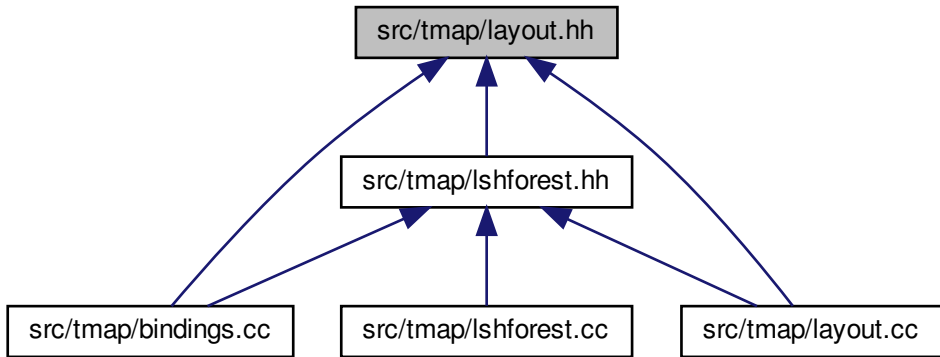 src/tmap/layout.hh
src/tmap/lshforest.hh
src/tmap/bindings.cc
src/tmap/lshforest.cc
src/tmap/layout.cc